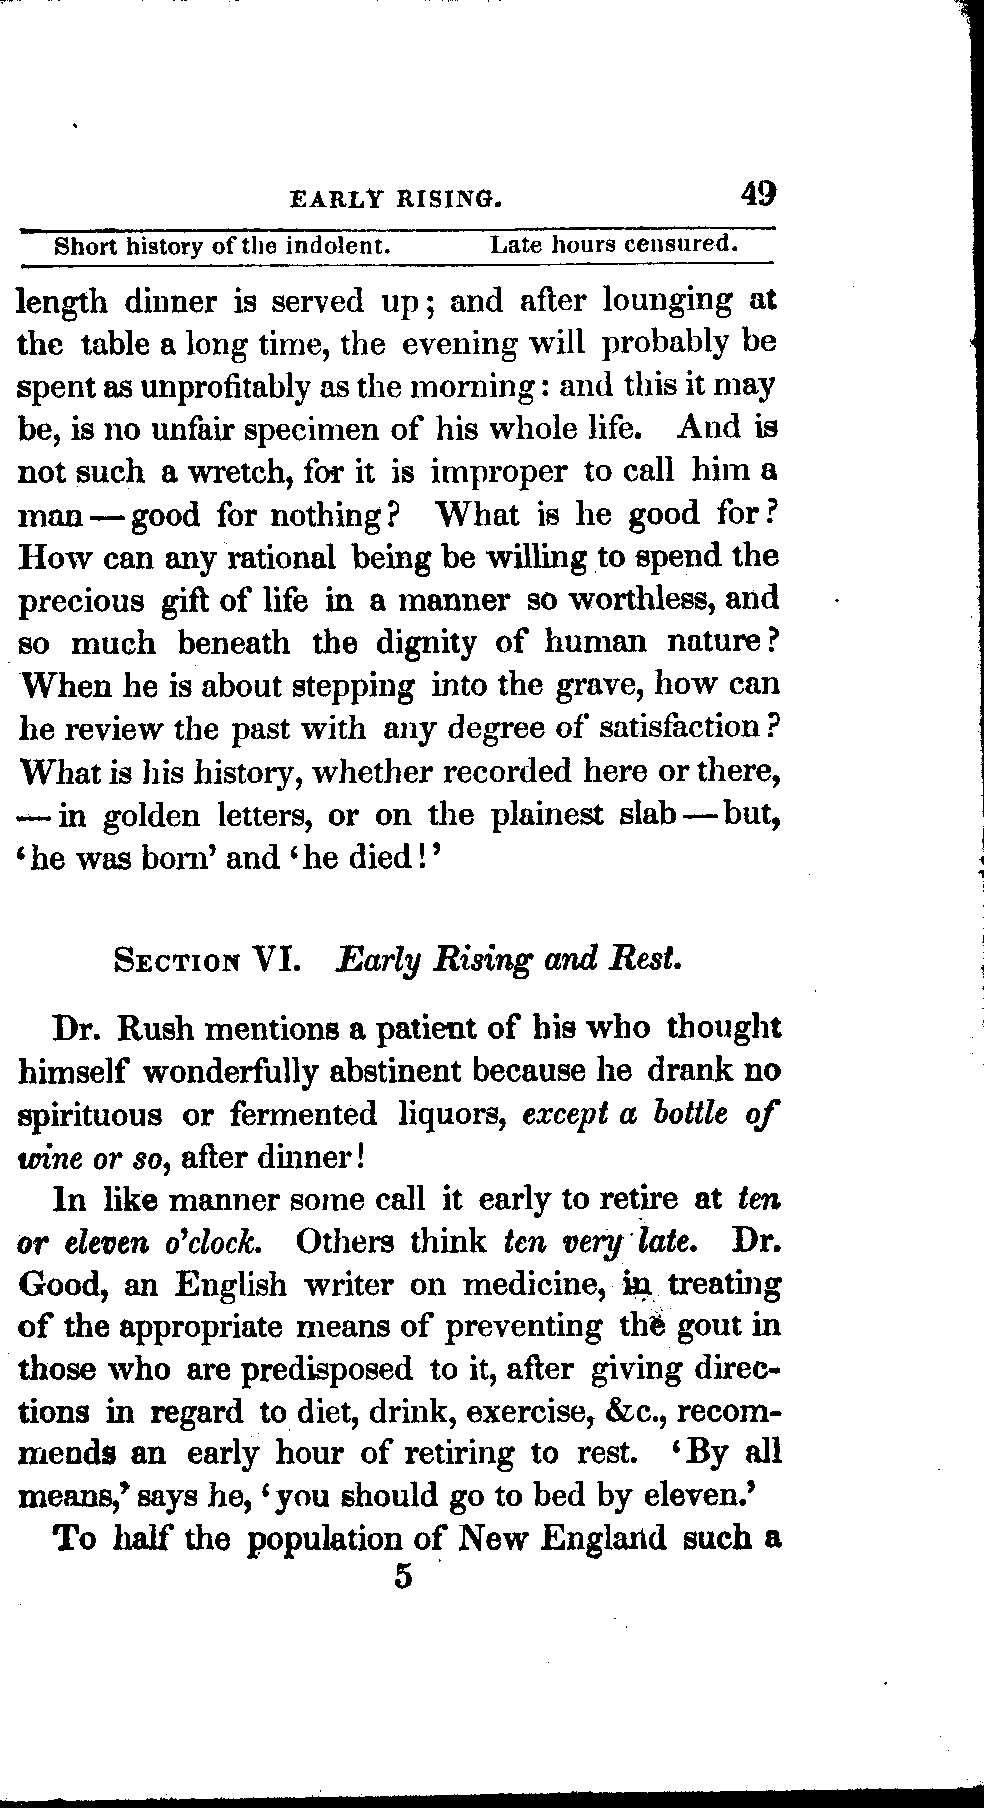 EARLY RISING. 49
Short history of the indolent. Late hours censured.
length dinner is served up; and after lounging at
the table a long time, the evening will probably be
spent as unprofitably as the morning: and this it may
be, is no unfair specimen of his whole life. And is
not such a wretch, for it is improper to call him a
man—good for nothing? What is he good for?
How can any rational being be willing to spend the
precious gift of life in a manner so worthless, and
so much beneath the dignity of human nature?
When he is about stepping into the grave, how can
he review the past with any degree of satisfaction?
What is his history, whether recorded here or there,
—in golden letters, or on the plainest slab—but,
‘he was born’ and ‘he died!’
SECTION VI. Early Rising and Rest.
Dr. Rush mentions a patient of his who thought
himself wonderfully abstinent because he drank no
spirituous or fermented liquors, except a bottle of
wine or so, after dinner!
In like manner some call it early to retire at ten
or eleven o’clock. Others think ten very late. Dr.
Good, an English writer on medicine, in treating
of the appropriate means of preventing the gout in
those who are predisposed to it, after giving direc-
tions in regard to diet, drink, exercise, &c., recom-
mends an early hour of retiring to rest. ‘By all
means,’ says he, ‘you should go to bed by eleven.’
To half the population of New England such a
5